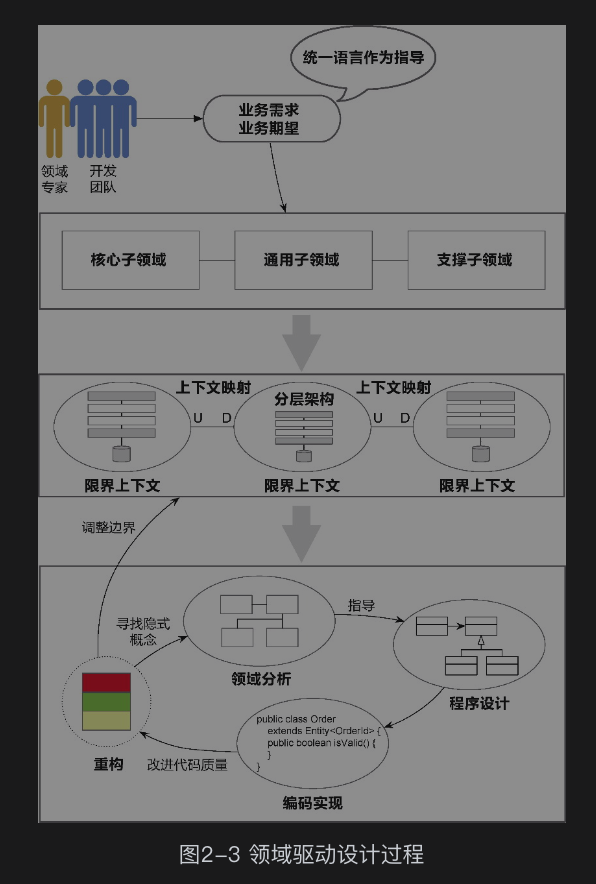 统一语言作为指导
业务需求
业务期望
领域
专家
开发
团队
核心子领域
通用子领域
支撑子领域
上下文映射
分层架构
上下文映射
U
D
U
D
限界上下文
限界上下文
限界上下文
调整边界
寻找隐式
概念
指导
领域分析
程序设计
public class Order
extends Entity<OrderId> {
public boolean isValid() {
}
}
重构
改进代码质量
编码实现
图2-3 领域驱动设计过程